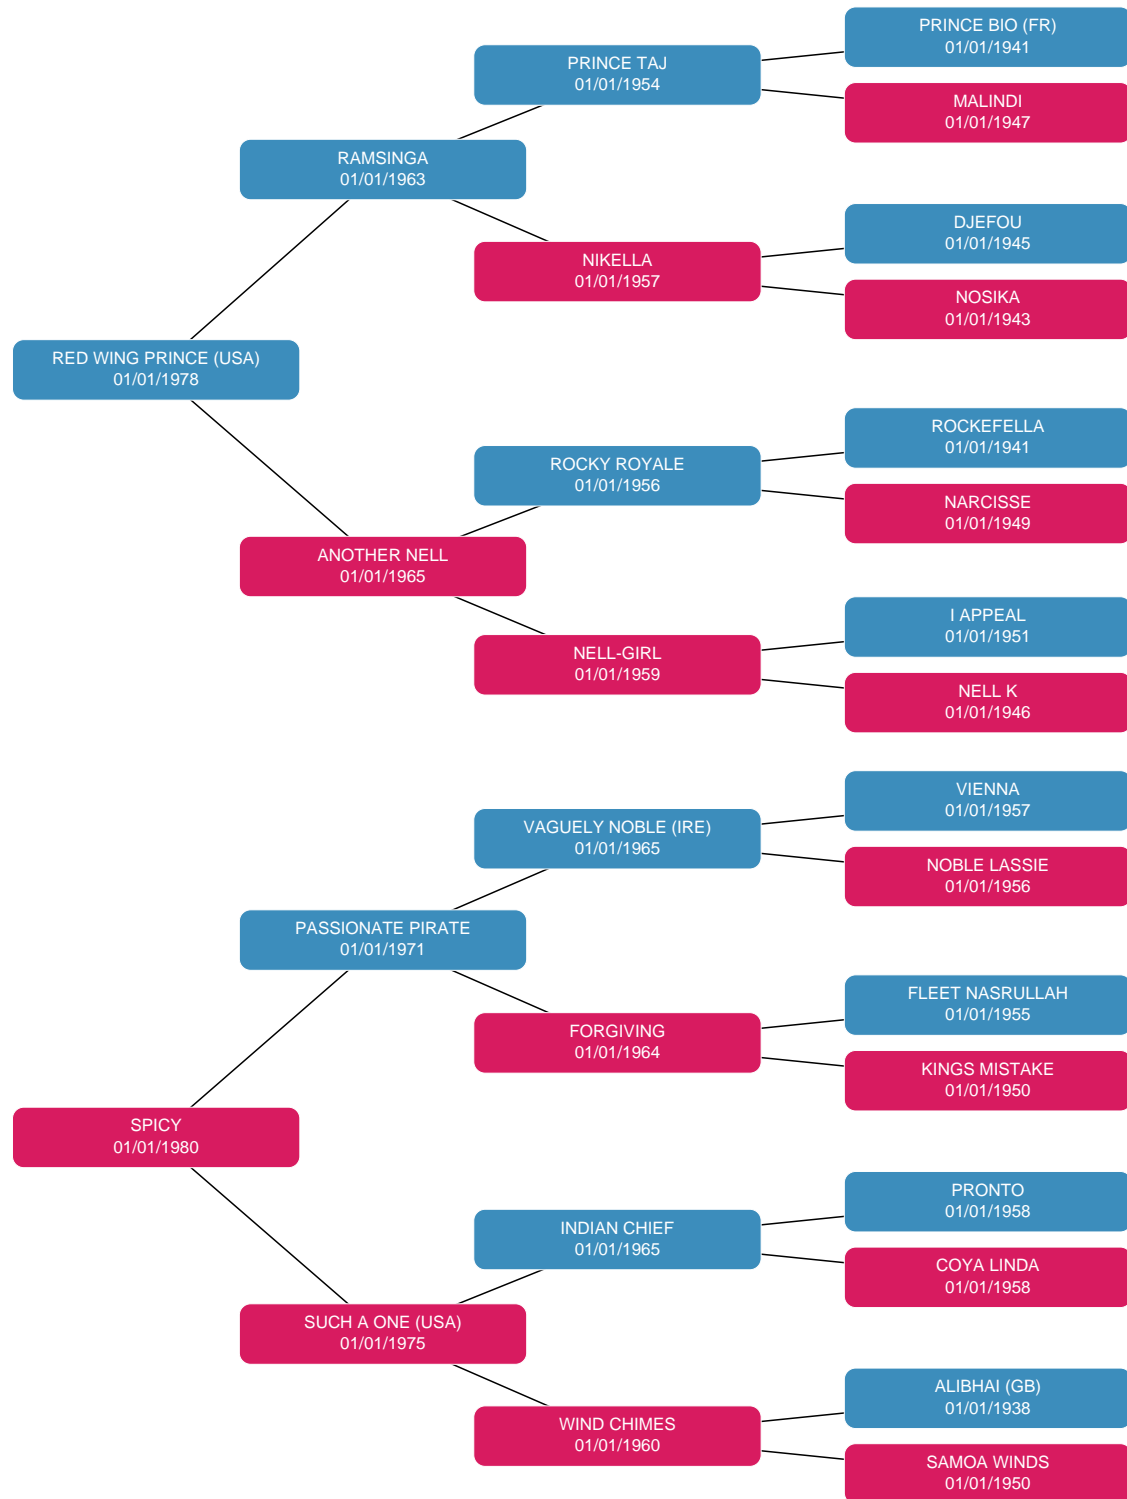 PRINCE BIO (FR)
01/01/1941
PRINCE TAJ
01/01/1954
MALINDI
01/01/1947
RAMSINGA
01/01/1963
DJEFOU
01/01/1945
NIKELLA
01/01/1957
NOSIKA
01/01/1943
RED WING PRINCE (USA)
01/01/1978
ROCKEFELLA
01/01/1941
ROCKY ROYALE
01/01/1956
NARCISSE
01/01/1949
ANOTHER NELL
01/01/1965
I APPEAL
01/01/1951
NELL-GIRL
01/01/1959
NELL K
01/01/1946
VIENNA
01/01/1957
VAGUELY NOBLE (IRE)
01/01/1965
NOBLE LASSIE
01/01/1956
PASSIONATE PIRATE
01/01/1971
FLEET NASRULLAH
01/01/1955
FORGIVING
01/01/1964
KINGS MISTAKE
01/01/1950
SPICY
01/01/1980
PRONTO
01/01/1958
INDIAN CHIEF
01/01/1965
COYA LINDA
01/01/1958
SUCH A ONE (USA)
01/01/1975
ALIBHAI (GB)
01/01/1938
WIND CHIMES
01/01/1960
SAMOA WINDS
01/01/1950